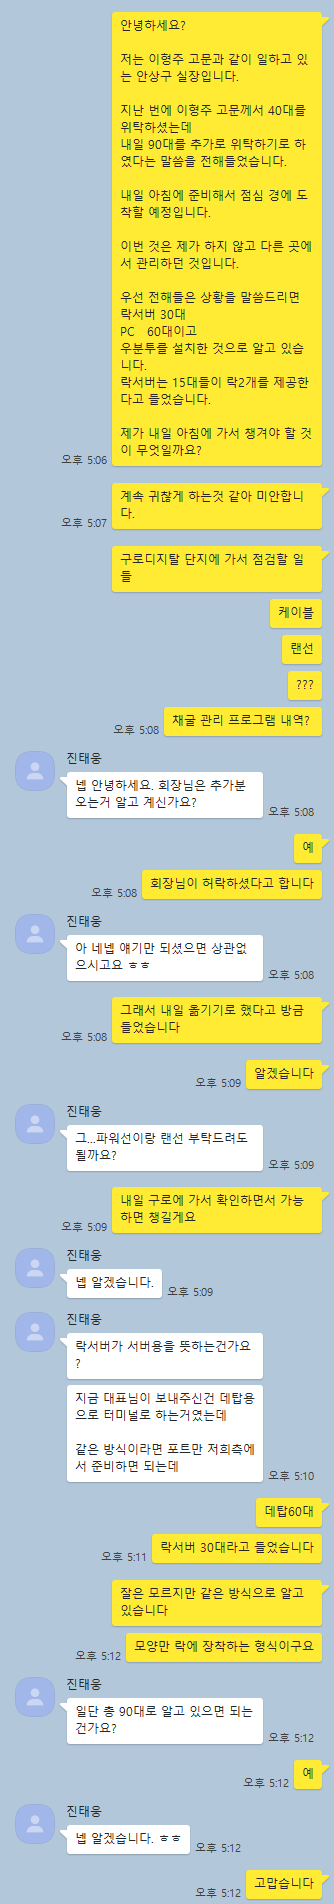 안녕하세요?
저는 이형주 고문과 같이 일하고 있
는 안상구 실장입니다.
지난 번에 이형주 고문께서 40대를
위탁하셨는데
내일 90대를 추가로 위탁하기로 하
였다는 말씀을 전해들었습니다.
내일 아침에 준비해서 점심 경에 도
착할 예정입니다.
이번 것은 제가 하지 않고 다른 곳에
서 관리하던 것입니다.
우선 전해들은 상황을 말씀드리면
락서버 30대
PC 60대이고
우분투를 설치한 것으로 알고 있습
니다.
락서버는 15대들이 락2개를 제공한
다고 들었습니다.
제가 내일 아침에 가서 챙겨야 할 것
이 무엇일까요?
오후 5:06
계속 귀찮게 하는것 같아 미안합니
다.
오후 5:07
구로디지탈 단지에 가서 점검할 일
들
케이블
랜선
???
채굴 관리 프로그램 내역?
오후 5:08
진태웅
넵 안녕하세요. 회장님은 추가분
오는거 알고 계신가요?
오후 5:08
예
회장님이 허락하셨다고 합니다
오후 5:08
진태웅
아 네넵 얘기만 되셨으면 상관없
으시고요 ㅎㅎ
오후 5:08
그래서 내일 옮기기로 했다고 방금
들었습니다
오후 5:08
알겠습니다
오후 5:09
진태웅
그...파워선이랑 랜선 부탁드려도
될까요?
오후 5:09
내일 구로에 가서 확인하면서 가능
하면 챙길게요
오후 5:09
진태웅
넵 알겠습니다.
오후 5:09
진태웅
락서버가 서버용을 뜻하는건가요
?
지금 대표님이 보내주신건 데탑용
으로 터미널로 하는거였는데
같은 방식이라면 포트만 저희측에
서 준비하면 되는데
오후 5:10
데탑60대
락서버 30대라고 들었습니다
오후 5:11
잘은 모르지만 같은 방식으로 알고
있습니다
모양만 락에 장착하는 형식이구요
오후 5:12
진태웅
일단 총 90대로 알고 있으면 되는
건가요?
오후 5:12
예
오후 5:12
진태웅
넵 알겠습니다. ㅎㅎ
오후 5:12
고맙습니다
오후 5:12